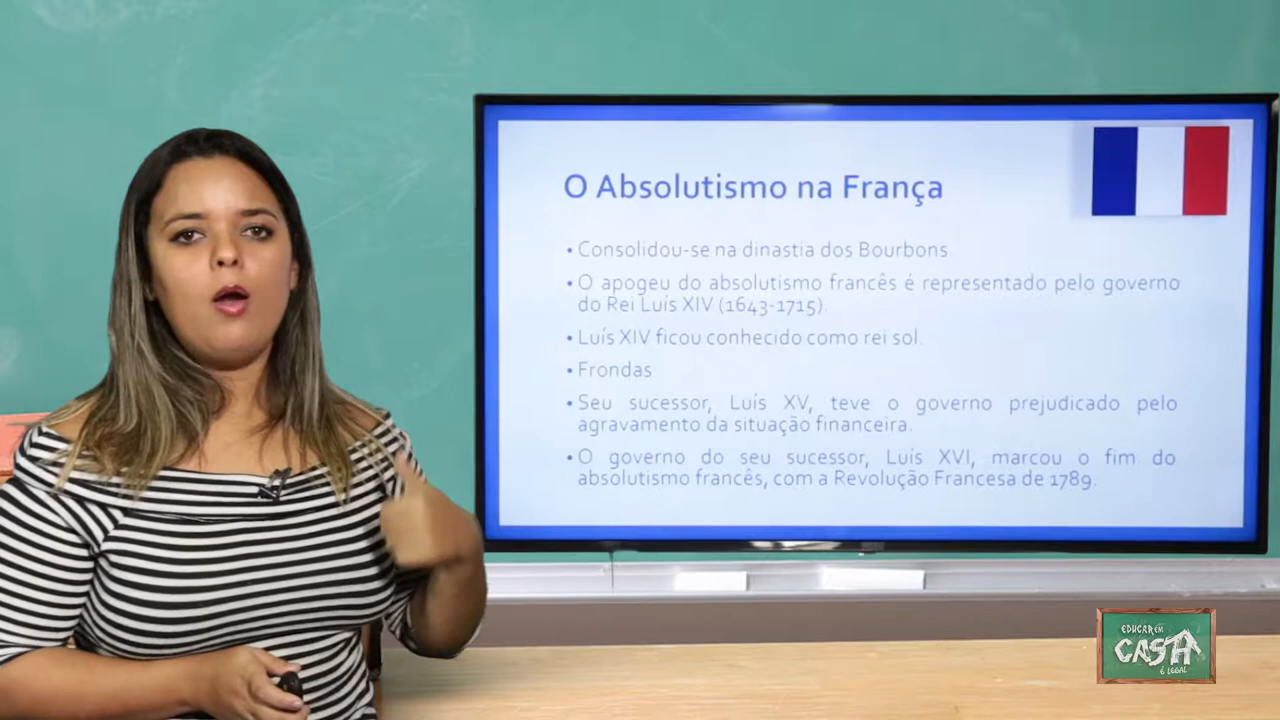 O Absolutismo na França
• Consolidou-se na dinastia dos Bourbons
• O apogeu do absolutismo francês é representado pelo governo
do Rei Luís XIV (1643-1715).
• Luís XIV ficou conhecido como rei sol.
• Frondas
• Seu sucessor, Luís XV, teve o governo prejudicado pelo
agravamento da situação financeira.
• O governo do seu sucessor, Luís XVI, marcou o fim do
absolutismo francês, com a Revolução Francesa de 1789.
EDUCAR EM
CASA
É LEGAL